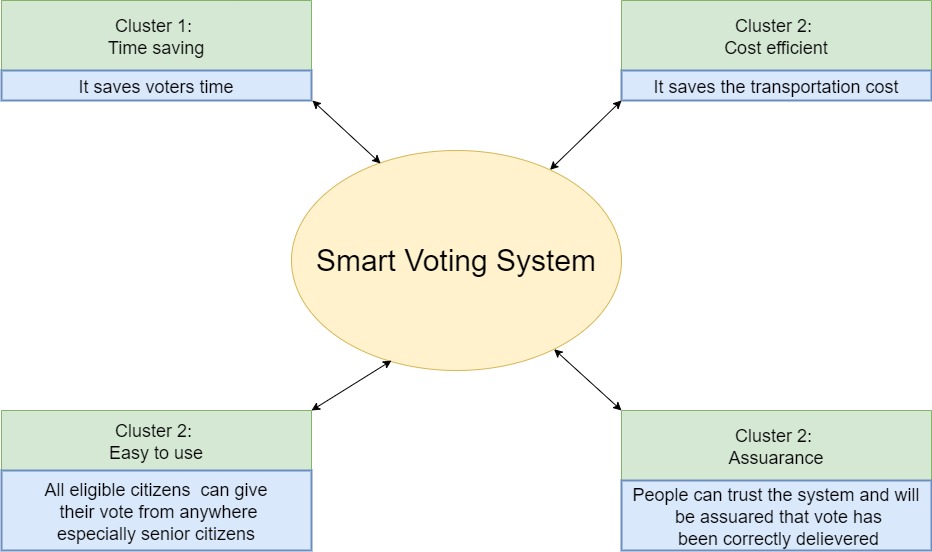 Cluster 1:
Time saving
It saves voters time
Cluster 2:
Cost efficient
It saves the transportation cost
Smart Voting System
Cluster 2:
Easy to use
All eligible citizens  can give
their vote from anywhere
especially senior citizens
Cluster 2:
Assuarance
People can trust the system and will
be assuared that vote has
been correctly delievered